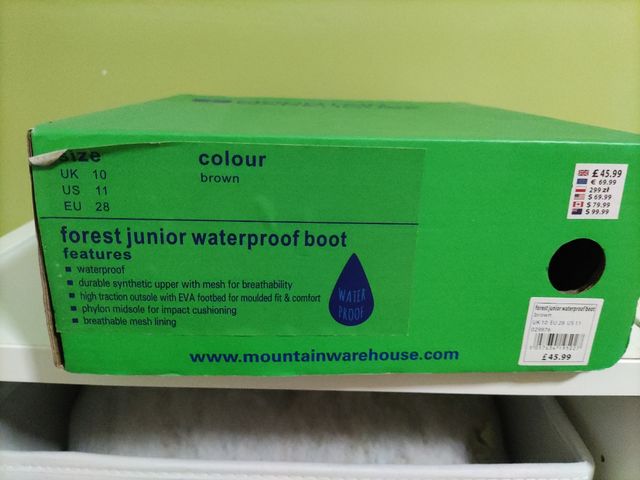 size
colour
UK 10
brown
US 11
EU 28
forest junior waterproof boot
features
waterproof
durable synthetic upper with mesh for breathability
high traction outsole with EVA footbed for moulded fit & comfort
phylon midsole for impact cushioning
breathable mesh lining
WATER
PROOF
www.mountainwarehouse.com
£45.99
€ 69.99
299 zł
$ 69.99
$ 79.99
$ 99.99
forest junior waterproof boot
brown
UK 10 EU 28 US 11
£45.99